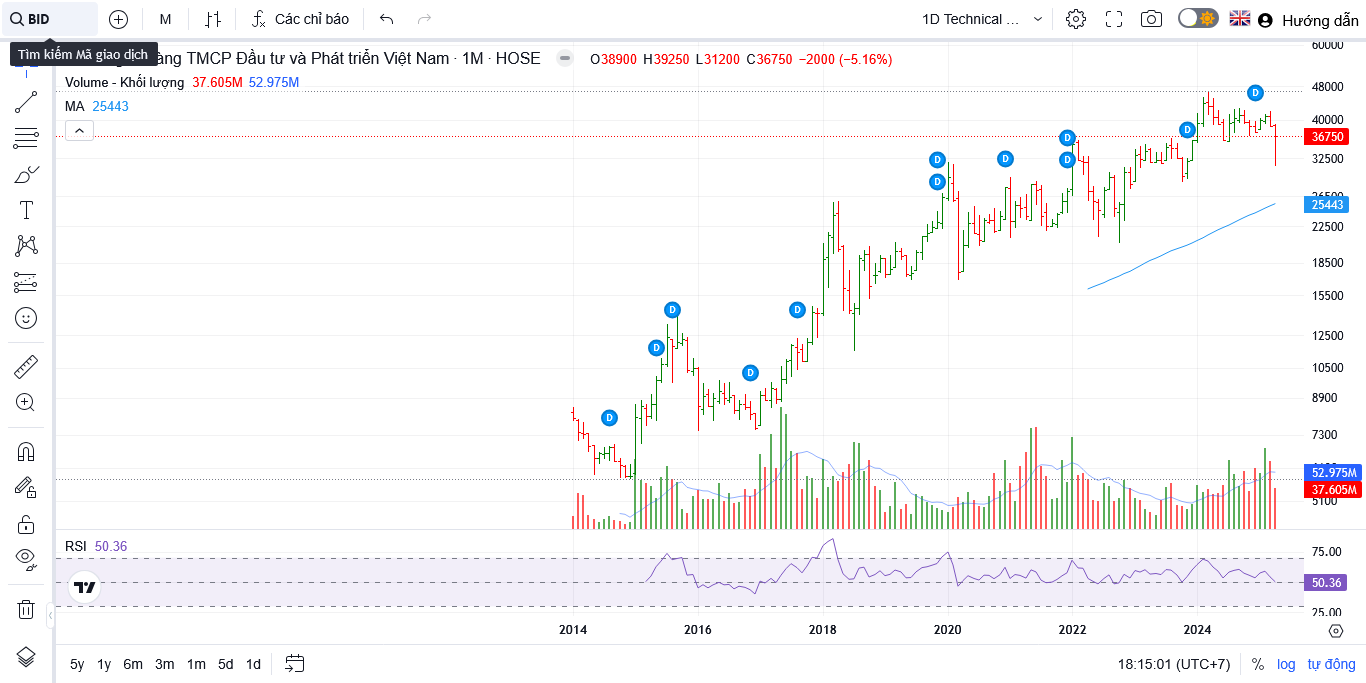 BID
M
Các chỉ báo
1D Technical ...
Hướng dẫn
Tìm kiếm Mã giao dịch
àng TMCP Đầu tư và Phát triển Việt Nam · 1M · HOSE
O38900 H39250 L31200 C36750 −2000 (−5.16%)
Volume - Khối lượng 37.605M 52.975M
MA 25443
60000
48000
40000
36750
32500
26500
25443
22500
18500
15500
12500
10500
8900
7300
52.975M
37.605M
5100
D
D
D
D
D
D
D
D
D
D
D
D
RSI 50.36
75.00
50.36
25.00
2014 2016 2018 2020 2022 2024
5y 1y 6m 3m 1m 5d 1d
18:15:01 (UTC+7) % log tự động